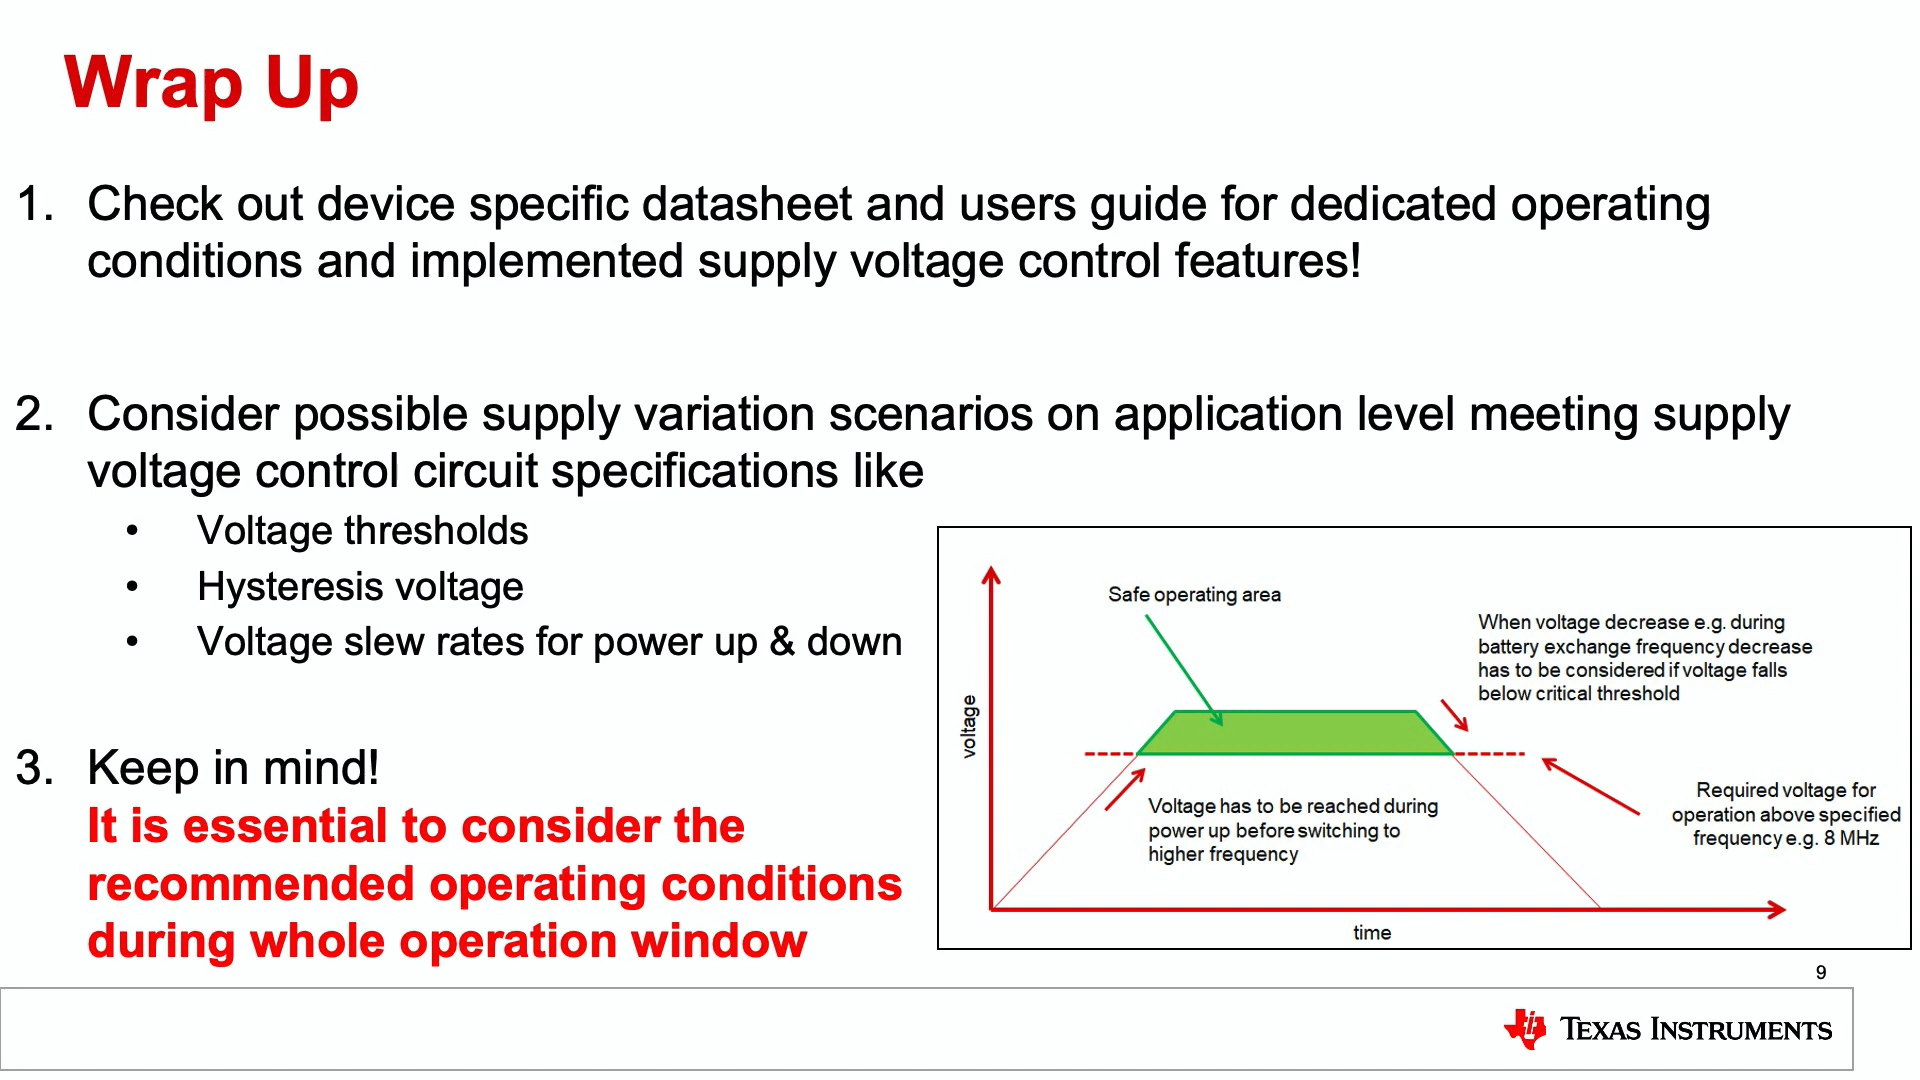 Wrap Up
1. Check out device specific datasheet and users guide for dedicated operating
conditions and implemented supply voltage control features!
2. Consider possible supply variation scenarios on application level meeting supply
voltage control circuit specifications like
• Voltage thresholds
• Hysteresis voltage
• Voltage slew rates for power up & down
3. Keep in mind!
It is essential to consider the
recommended operating conditions
during whole operation window
Safe operating area
When voltage decrease e.g. during
battery exchange frequency decrease
has to be considered if voltage falls
below critical threshold
voltage
Voltage has to be reached during
power up before switching to
higher frequency
Required voltage for
operation above specified
frequency e.g. 8 MHz
time
9
TEXAS INSTRUMENTS